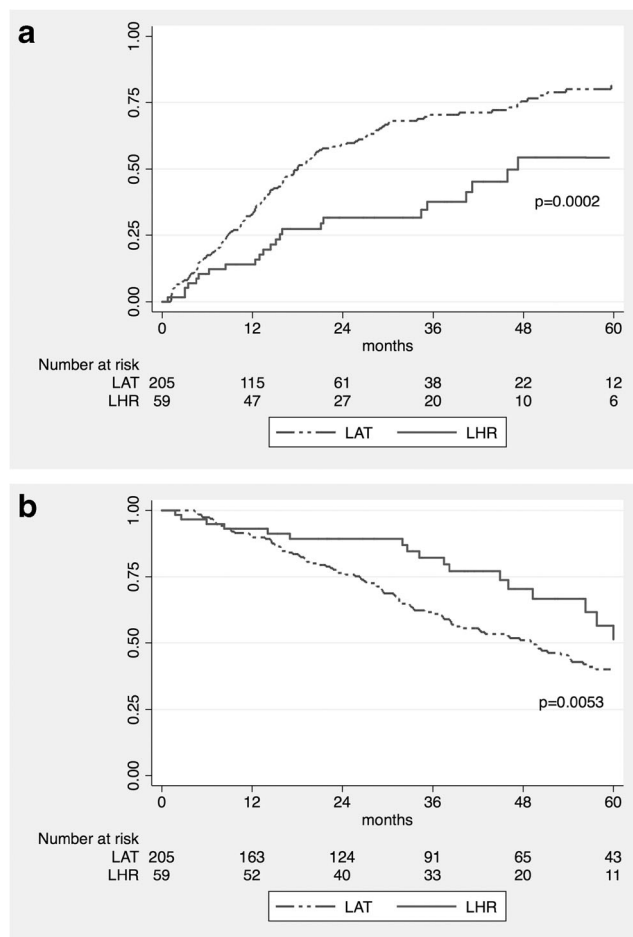 a
1.00
0.75
0.50
0.25
0.00
p=0.0002
0 12 24 36 48 60
months
Number at risk
LAT 205 115 61 38 22 12
LHR 59 47 27 20 10 6
LAT LHR
b
1.00
0.75
0.50
0.25
0.00
p=0.0053
0 12 24 36 48 60
months
Number at risk
LAT 205 163 124 91 65 43
LHR 59 52 40 33 20 11
LAT LHR